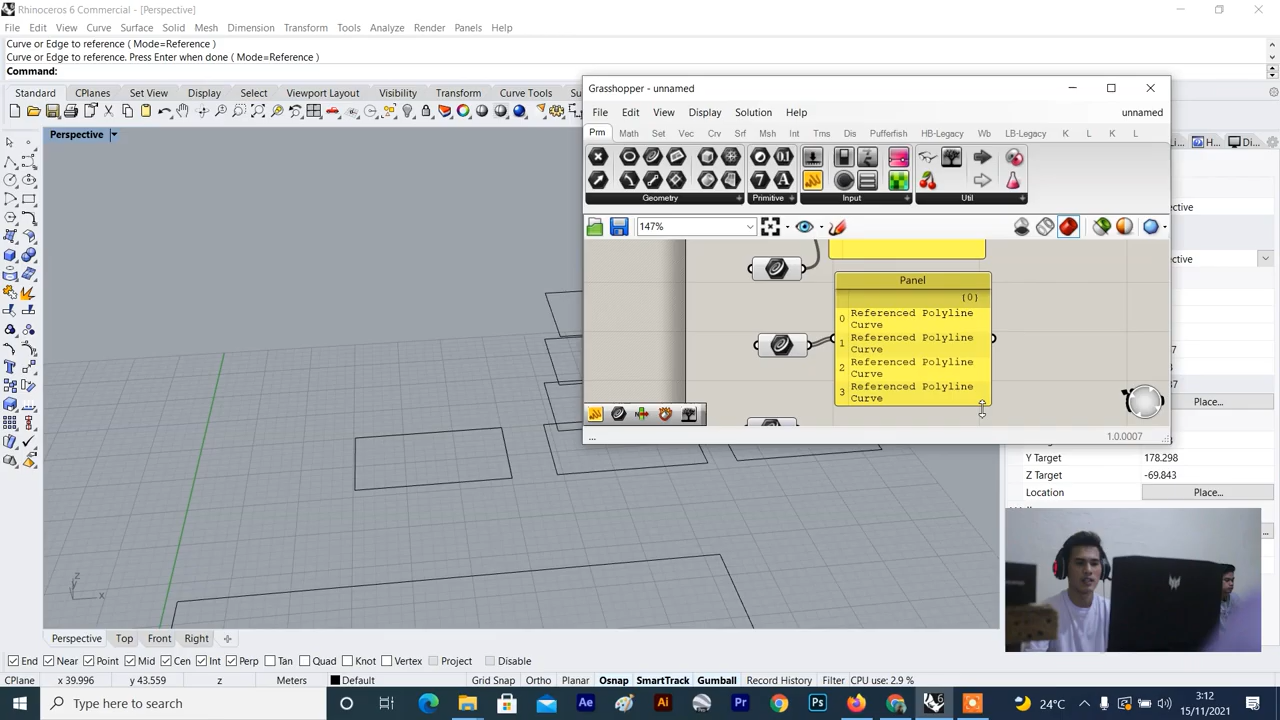 Rhinoceros 6 Commercial - [Perspective]
File Edit View Curve Surface Solid Mesh Dimension Transform Tools Analyze Render Panels Help
Curve or Edge to reference ( Mode=Reference )
Curve or Edge to reference. Press Enter when done ( Mode=Reference )
Command:
Standard CPlanes Set View Display Select Viewport Layout Visibility Transform Curve Tools
Perspective
Grasshopper - unnamed
File Edit View Display Solution Help unnamed
Prm Math Set Vec Crv Srf Msh Int Tms Dis Pufferfish HB-Legacy Wb LB-Legacy K L K L
Geometry Primitive Input Util
147%
Panel
{0}
0 Referenced Polyline
Curve
1 Referenced Polyline
Curve
2 Referenced Polyline
Curve
3 Referenced Polyline
Curve
... 1.0.0007
Place...
Y Target 178.298
Z Target -69.843
Location Place...
z
x
Perspective Top Front Right
End Near Point Mid Cen Int Perp Tan Quad Knot Vertex Project Disable
CPlane x 39.996 y 43.559 z Meters Default Grid Snap Ortho Planar Osnap SmartTrack Gumball Record History Filter CPU use: 2.9 %
Type here to search
24°C
3:12
15/11/2021